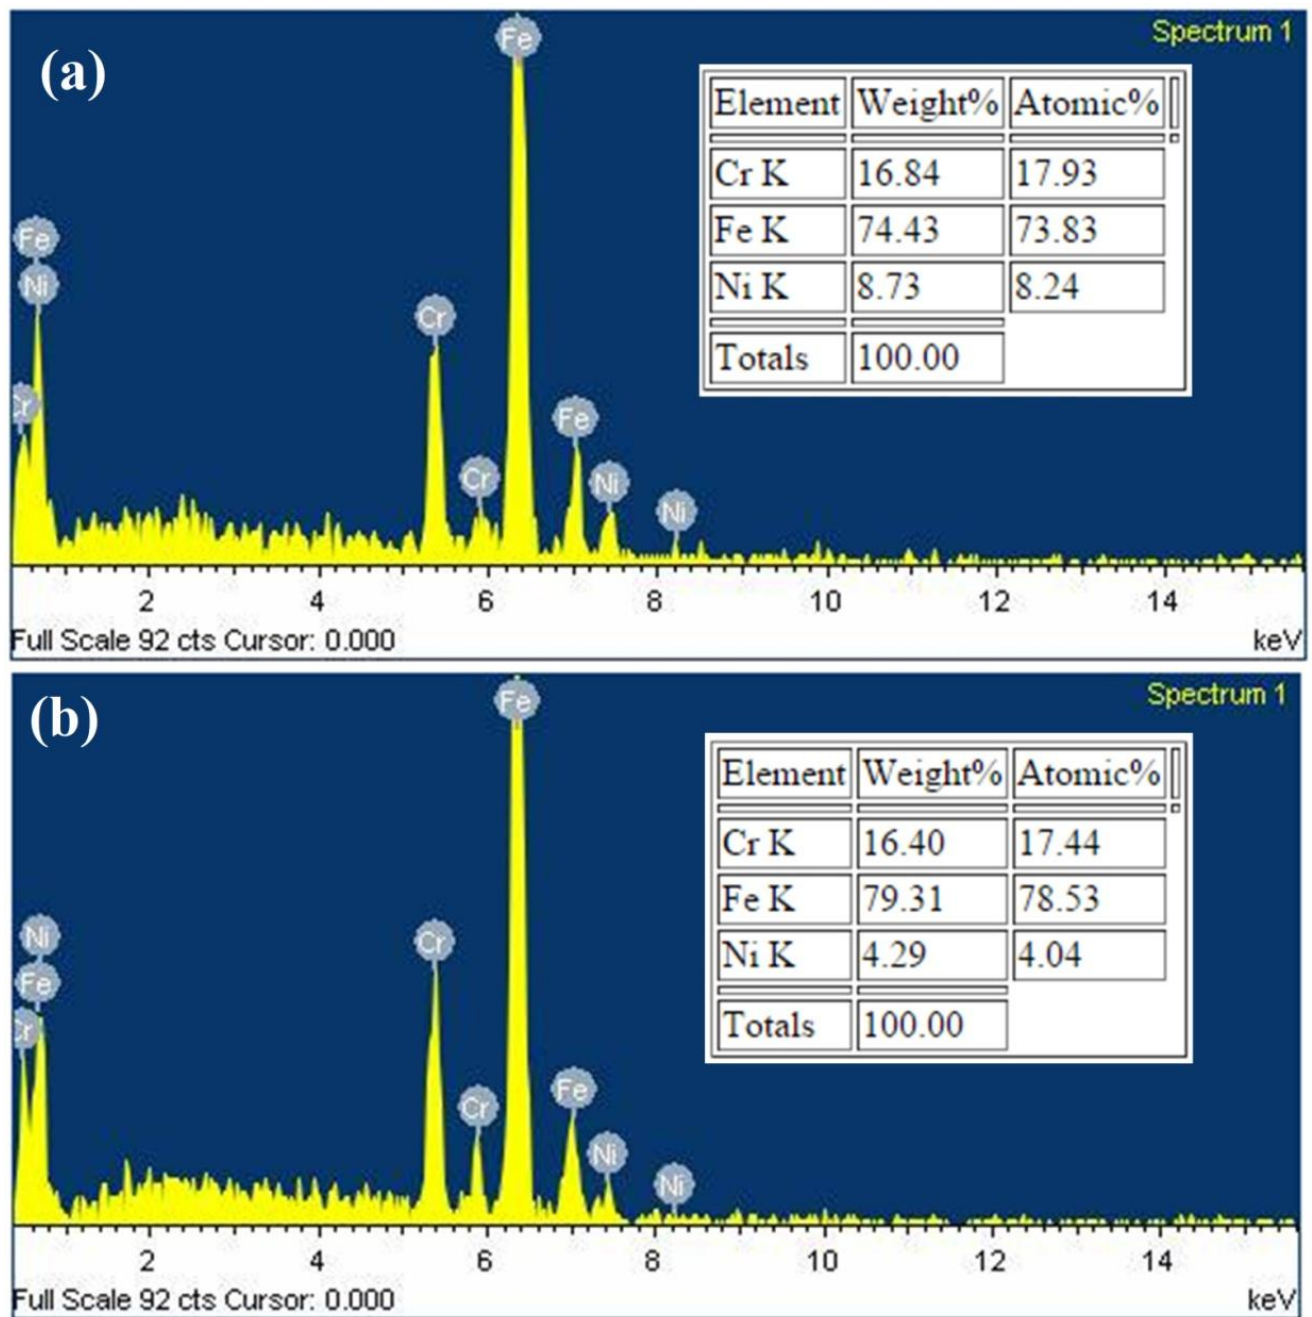 (a)
Spectrum 1
Fe
Element Weight% Atomic%
Cr K 16.84 17.93
Fe K 74.43 73.83
Ni K 8.73 8.24
Totals 100.00
Fe
Ni
Cr
Cr
Cr
Fe
Ni
Ni
2 4 6 8 10 12 14
Full Scale 92 cts Cursor: 0.000 keV
(b)
Spectrum 1
Fe
Element Weight% Atomic%
Cr K 16.40 17.44
Fe K 79.31 78.53
Ni K 4.29 4.04
Totals 100.00
Ni
Fe
Cr
Cr
Cr
Fe
Ni
Ni
2 4 6 8 10 12 14
Full Scale 92 cts Cursor: 0.000 keV